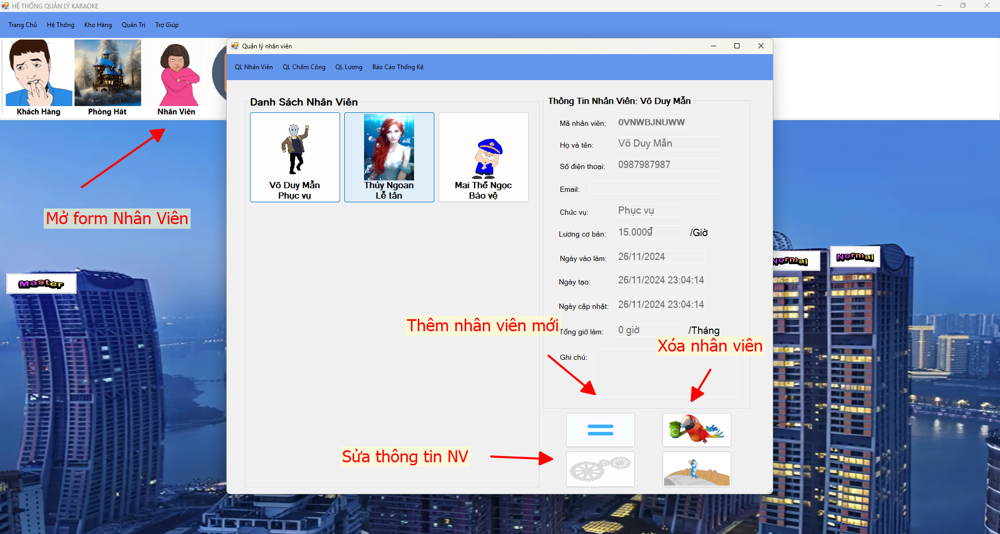 HỆ THỐNG QUẢN LÝ KARAOKE
Trang Chủ Hệ Thống Kho Hàng Quản Trị Trợ Giúp
Khách Hàng Phòng Hát Nhân Viên
Mở form Nhân Viên
Master
Normal
Normal
Quản lý nhân viên
QL Nhân Viên QL Chấm Công QL Lương Báo Cáo Thống Kê
Danh Sách Nhân Viên
Võ Duy Mẫn
Phục vụ
Thúy Ngoan
Lễ tân
Mai Thế Ngọc
Bảo vệ
Thông Tin Nhân Viên: Võ Duy Mẫn
Mã nhân viên: 0VNWBJNUWW
Họ và tên: Võ Duy Mẫn
Số điện thoại: 0987987987
Email:
Chức vụ: Phục vụ
Lương cơ bản: 15.000₫ /Giờ
Ngày vào làm: 26/11/2024
Ngày tạo: 26/11/2024 23:04:14
Ngày cập nhật: 26/11/2024 23:04:14
Tổng giờ làm: 0 giờ /Tháng
Ghi chú:
Thêm nhân viên mới
Xóa nhân viên
Sửa thông tin NV